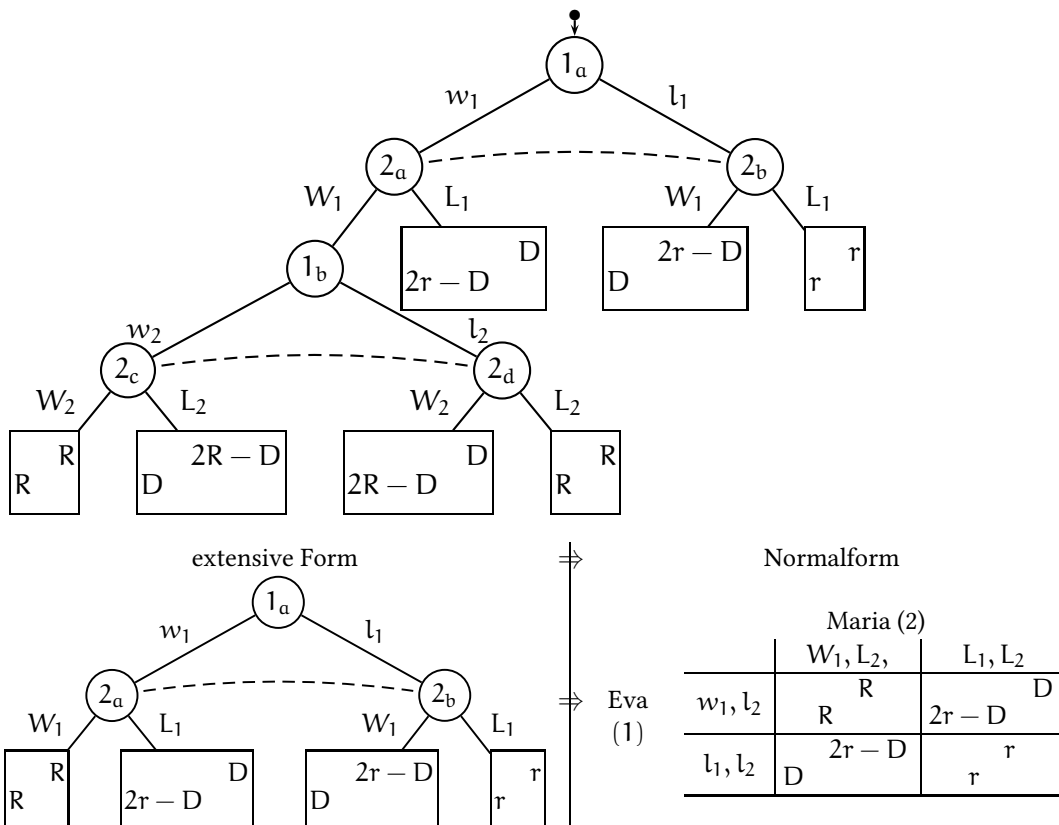 1a
w1 l1
2a 2b
W1 L1 W1 L1
1b
D
2r − D
2r − D
D
r
r
w2 l2
2c 2d
W2 L2 W2 L2
R
R
2R − D
D
D
2R − D
R
R
extensive Form ⇒ Normalform
1a
w1 l1
2a 2b
W1 L1 W1 L1
R
R
D
2r − D
2r − D
D
r
r
⇒ Eva
(1)
Maria (2)
W1, L2, L1, L2
w1, l2
R
R
D
2r − D
l1, l2
2r − D
D
r
r